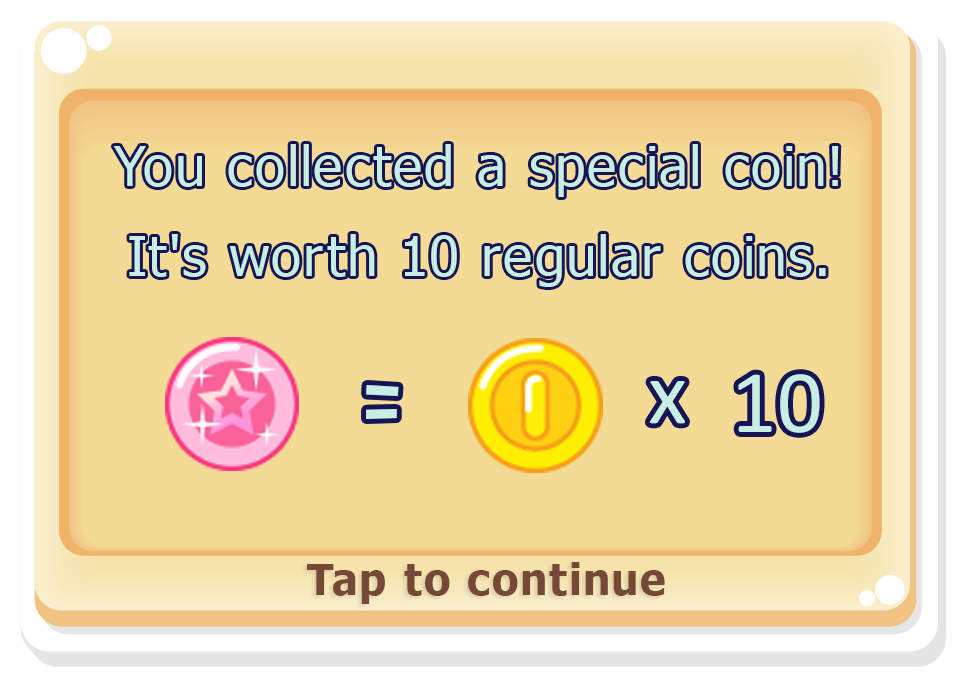 You collected a special coin!
It's worth 10 regular coins.
= x 10
Tap to continue